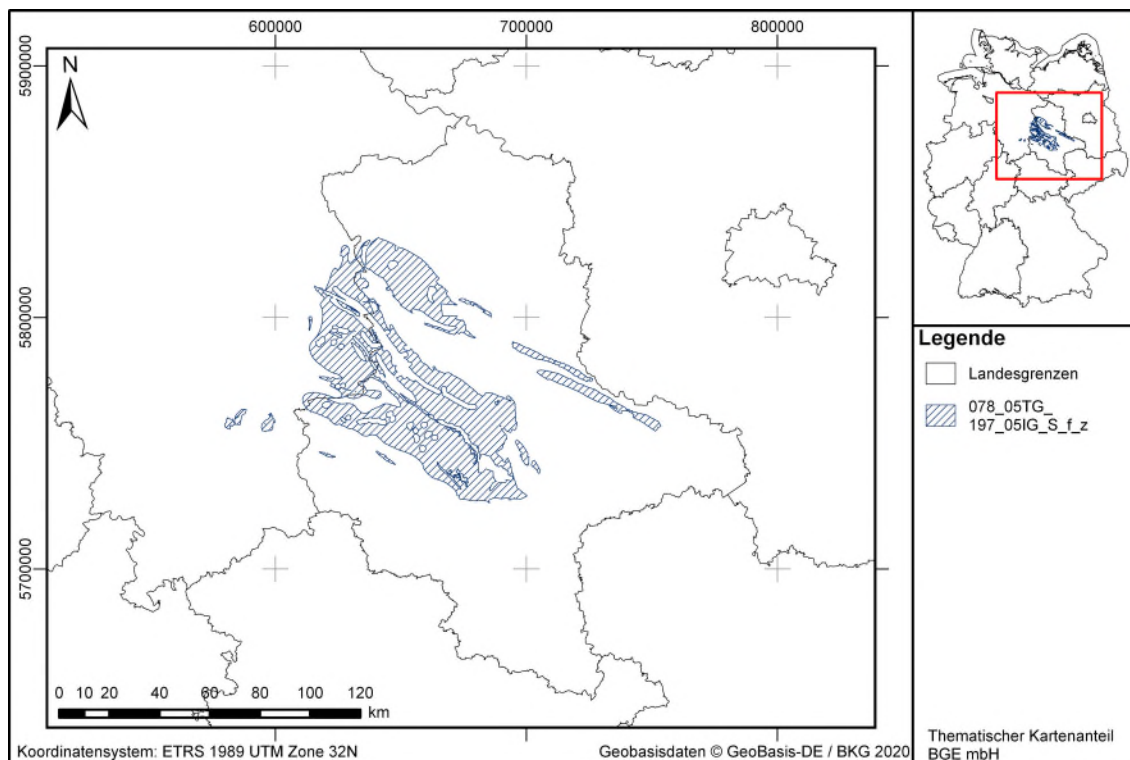 600000 700000 800000
5900000
5800000
5700000
N
0 10 20 40 60 80 100 120
km
Koordinatensystem: ETRS 1989 UTM Zone 32N
Geobasisdaten © GeoBasis-DE / BKG 2020
Legende
Landesgrenzen
078_05TG_
197_05IG_S_f_z
Thematischer Kartenanteil
BGE mbH